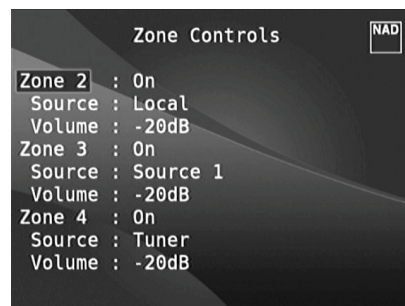 Zone Controls
NAD
Zone 2 : On
Source : Local
Volume : -20dB
Zone 3 : On
Source : Source 1
Volume : -20dB
Zone 4 : On
Source : Tuner
Volume : -20dB